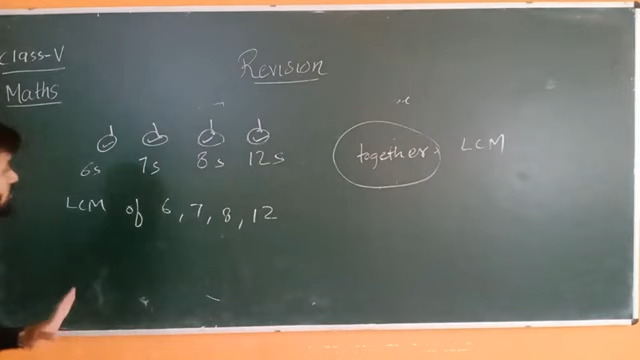 Class-V
Maths
Revision
6s 7s 8s 12s
together. LCM
LCM of 6, 7, 8, 12